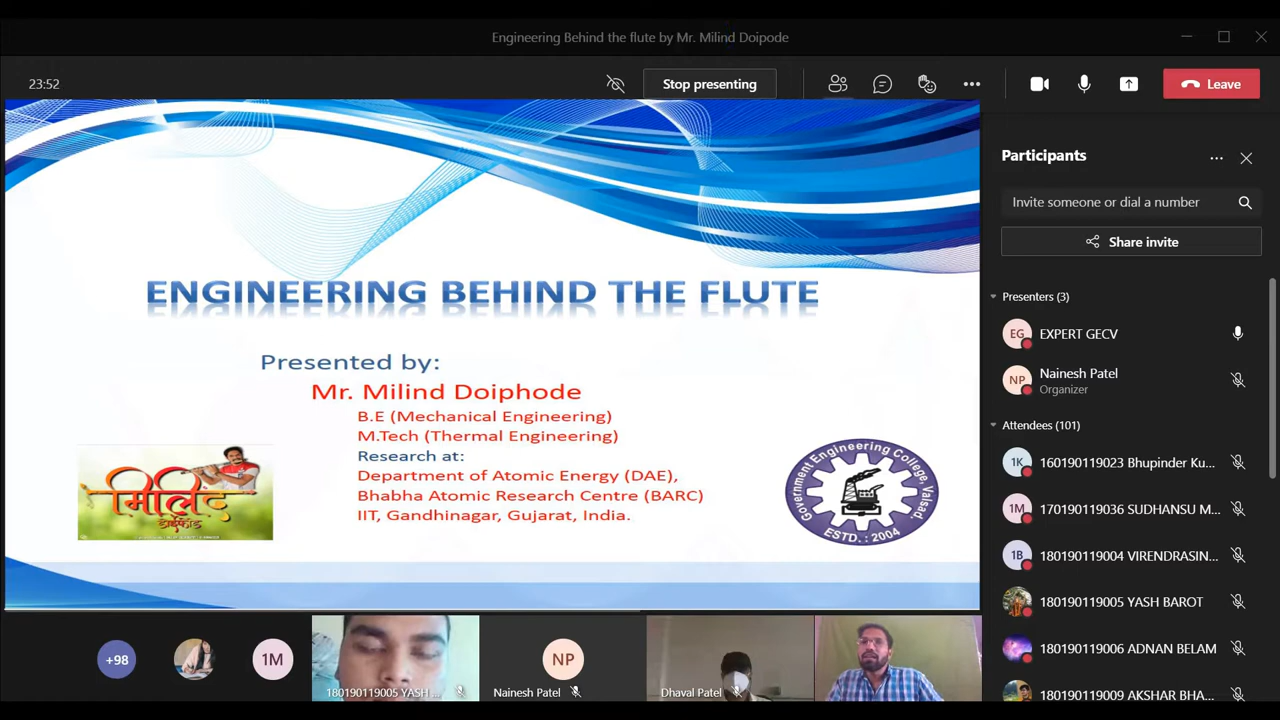 Engineering Behind the flute by Mr. Milind Doipode
23:52
Stop presenting
Leave
ENGINEERING BEHIND THE FLUTE
Presented by:
Mr. Milind Doiphode
B.E (Mechanical Engineering)
M.Tech (Thermal Engineering)
Research at:
Department of Atomic Energy (DAE),
Bhabha Atomic Research Centre (BARC)
IIT, Gandhinagar, Gujarat, India.
मिलिंद
डोईफोडे
Government Engineering College, Valsad.
ESTD. : 2004
Participants
Invite someone or dial a number
Share invite
Presenters (3)
EG
EXPERT GECV
NP
Nainesh Patel
Organizer
Attendees (101)
1K
160190119023 Bhupinder Ku...
1M
170190119036 SUDHANSU M...
1B
180190119004 VIRENDRASIN...
180190119005 YASH BAROT
180190119006 ADNAN BELAM
180190119009 AKSHAR BHA...
+98
1M
180190119005 YASH ...
NP
Nainesh Patel
Dhaval Patel